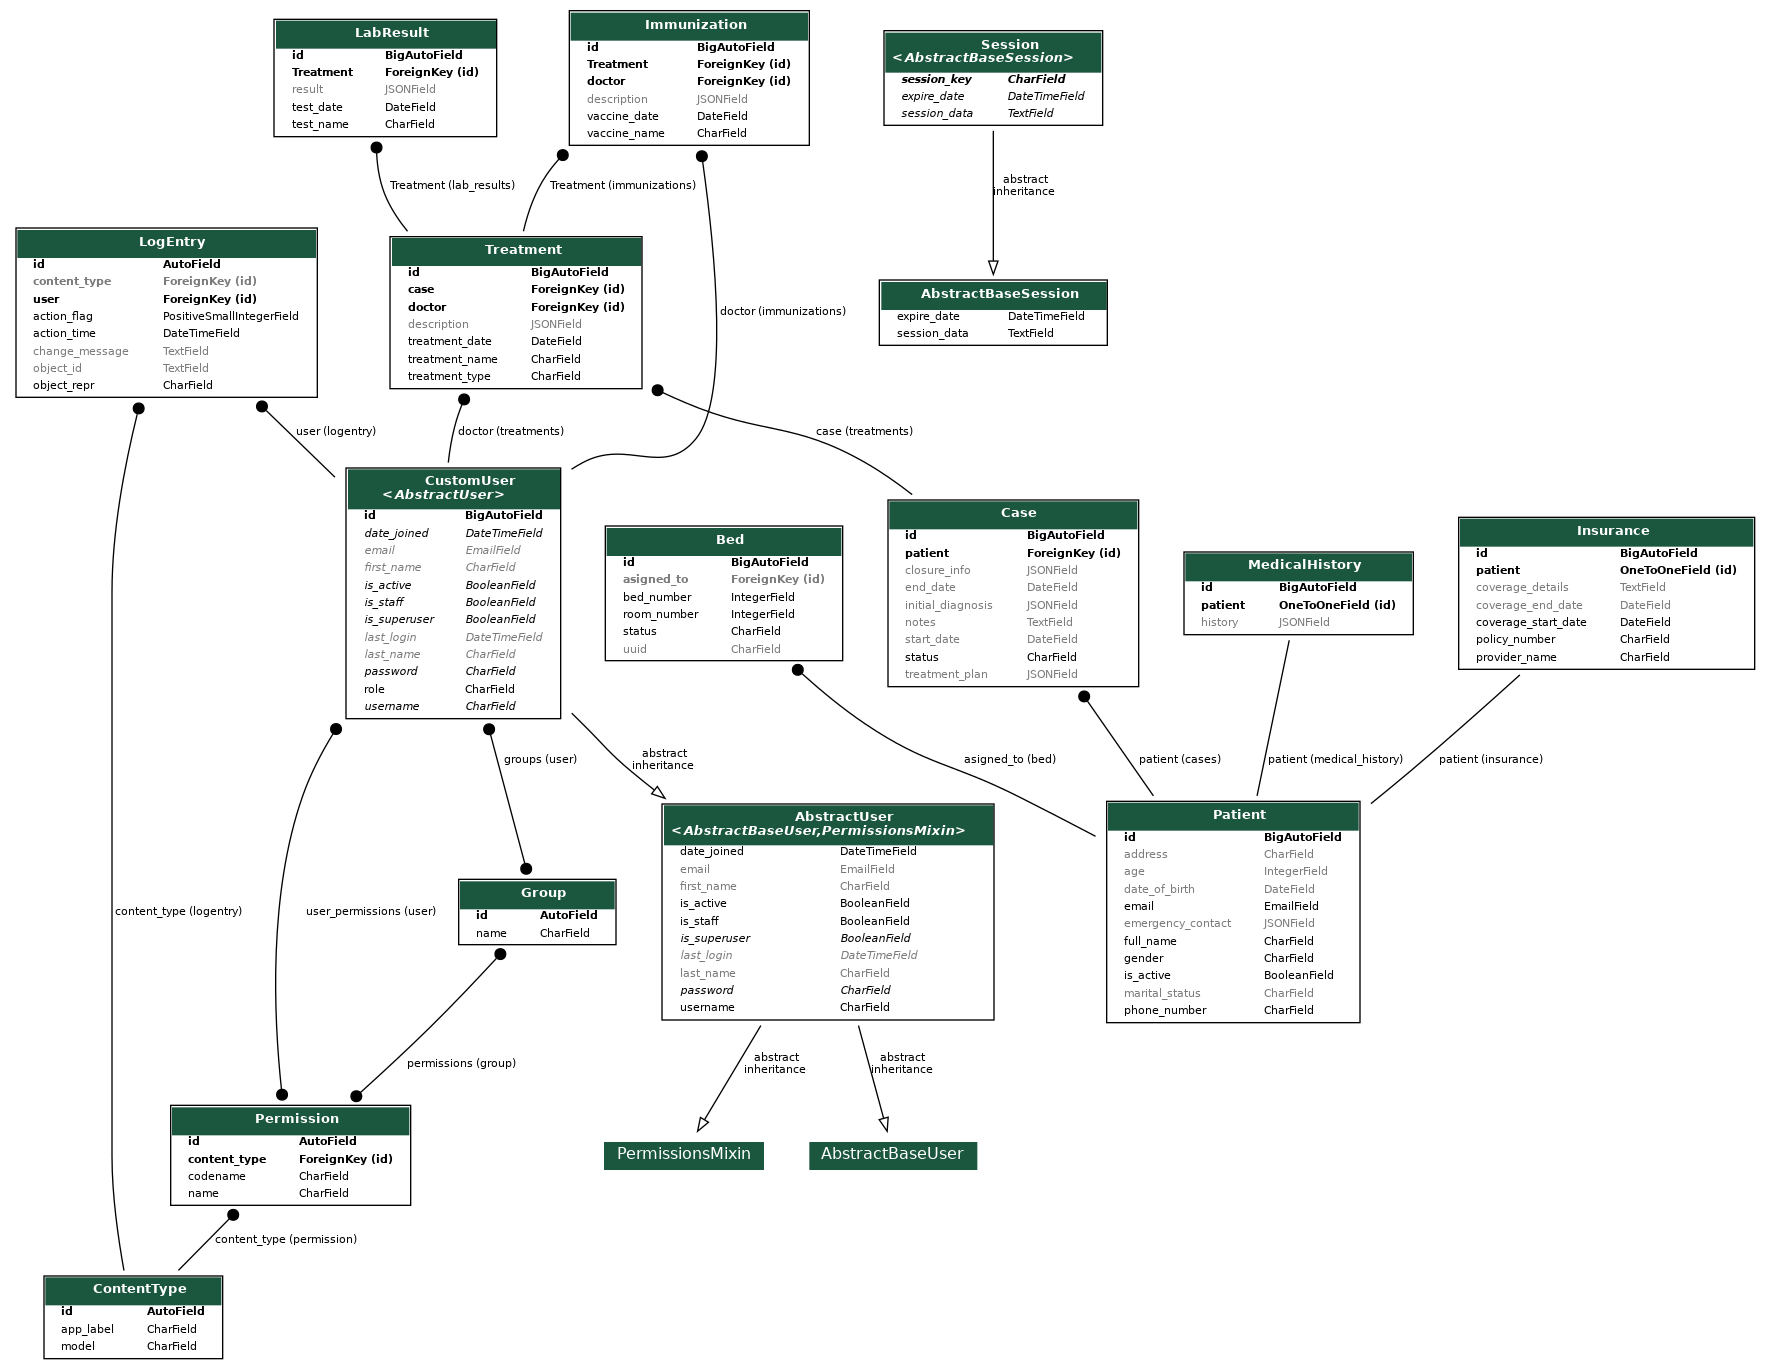 LabResult
id BigAutoField
Treatment ForeignKey (id)
result JSONField
test_date DateField
test_name CharField
Immunization
id BigAutoField
Treatment ForeignKey (id)
doctor ForeignKey (id)
description JSONField
vaccine_date DateField
vaccine_name CharField
Session
<AbstractBaseSession>
session_key CharField
expire_date DateTimeField
session_data TextField
Treatment (lab_results)
Treatment (immunizations)
abstract
inheritance
LogEntry
id AutoField
content_type ForeignKey (id)
user ForeignKey (id)
action_flag PositiveSmallIntegerField
action_time DateTimeField
change_message TextField
object_id TextField
object_repr CharField
Treatment
id BigAutoField
case ForeignKey (id)
doctor ForeignKey (id)
description JSONField
treatment_date DateField
treatment_name CharField
treatment_type CharField
doctor (immunizations)
AbstractBaseSession
expire_date DateTimeField
session_data TextField
user (logentry)
doctor (treatments)
case (treatments)
CustomUser
<AbstractUser>
id BigAutoField
date_joined DateTimeField
email EmailField
first_name CharField
is_active BooleanField
is_staff BooleanField
is_superuser BooleanField
last_login DateTimeField
last_name CharField
password CharField
role CharField
username CharField
Bed
id BigAutoField
asigned_to ForeignKey (id)
bed_number IntegerField
room_number IntegerField
status CharField
uuid CharField
Case
id BigAutoField
patient ForeignKey (id)
closure_info JSONField
end_date DateField
initial_diagnosis JSONField
notes TextField
start_date DateField
status CharField
treatment_plan JSONField
MedicalHistory
id BigAutoField
patient OneToOneField (id)
history JSONField
Insurance
id BigAutoField
patient OneToOneField (id)
coverage_details TextField
coverage_end_date DateField
coverage_start_date DateField
policy_number CharField
provider_name CharField
groups (user)
abstract
inheritance
asigned_to (bed)
patient (cases)
patient (medical_history)
patient (insurance)
content_type (logentry)
user_permissions (user)
Group
id AutoField
name CharField
AbstractUser
<AbstractBaseUser,PermissionsMixin>
date_joined DateTimeField
email EmailField
first_name CharField
is_active BooleanField
is_staff BooleanField
is_superuser BooleanField
last_login DateTimeField
last_name CharField
password CharField
username CharField
Patient
id BigAutoField
address CharField
age IntegerField
date_of_birth DateField
email EmailField
emergency_contact JSONField
full_name CharField
gender CharField
is_active BooleanField
marital_status CharField
phone_number CharField
permissions (group)
abstract
inheritance
abstract
inheritance
Permission
id AutoField
content_type ForeignKey (id)
codename CharField
name CharField
PermissionsMixin
AbstractBaseUser
content_type (permission)
ContentType
id AutoField
app_label CharField
model CharField